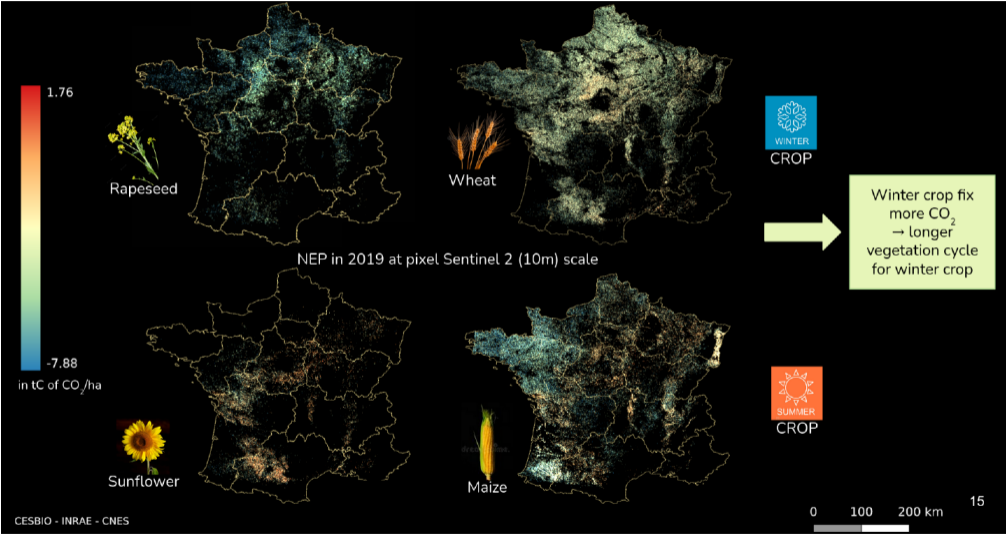 1.76
-7.88
in tC of CO2/ha
Rapeseed
Wheat
WINTER
CROP
NEP in 2019 at pixel Sentinel 2 (10m) scale
Winter crop fix
more CO2
→ longer
vegetation cycle
for winter crop
Sunflower
Maize
SUMMER
CROP
CESBIO - INRAE - CNES
0 100 200 km
15